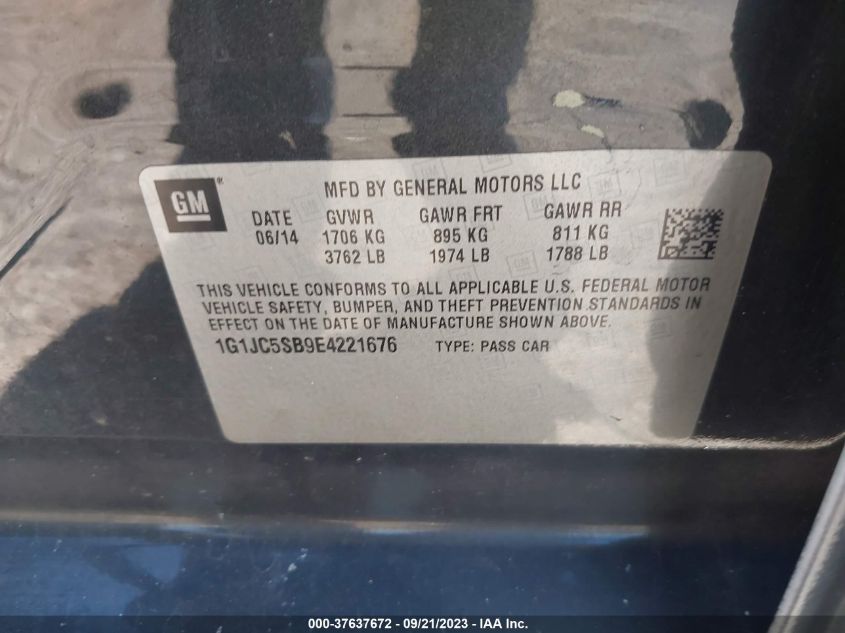 GM ®
MFD BY GENERAL MOTORS LLC
DATE GVWR GAWR FRT GAWR RR
06/14 1706 KG 895 KG 811 KG
3762 LB 1974 LB 1788 LB
THIS VEHICLE CONFORMS TO ALL APPLICABLE U.S. FEDERAL MOTOR
VEHICLE SAFETY, BUMPER, AND THEFT PREVENTION STANDARDS IN
EFFECT ON THE DATE OF MANUFACTURE SHOWN ABOVE.
1G1JC5SB9E4221676 TYPE: PASS CAR
000-37637672 - 09/21/2023 - IAA Inc.